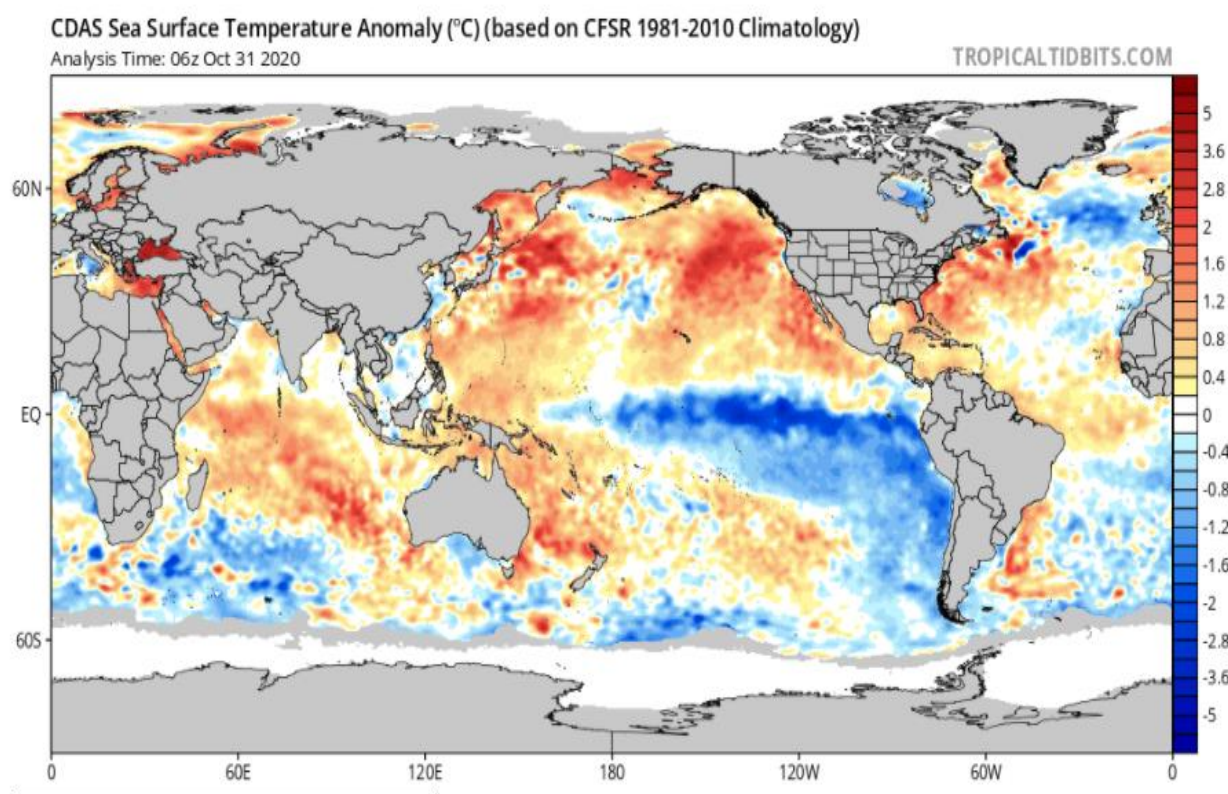 CDAS Sea Surface Temperature Anomaly (°C) (based on CFSR 1981-2010 Climatology)
Analysis Time: 06z Oct 31 2020
TROPICALTIDBITS.COM
60N
EQ
60S
0
60E
120E
180
120W
60W
0
5
3.6
2.8
2
1.6
1.2
0.8
0.4
0
-0.4
-0.8
-1.2
-1.6
-2
-2.8
-3.6
-5